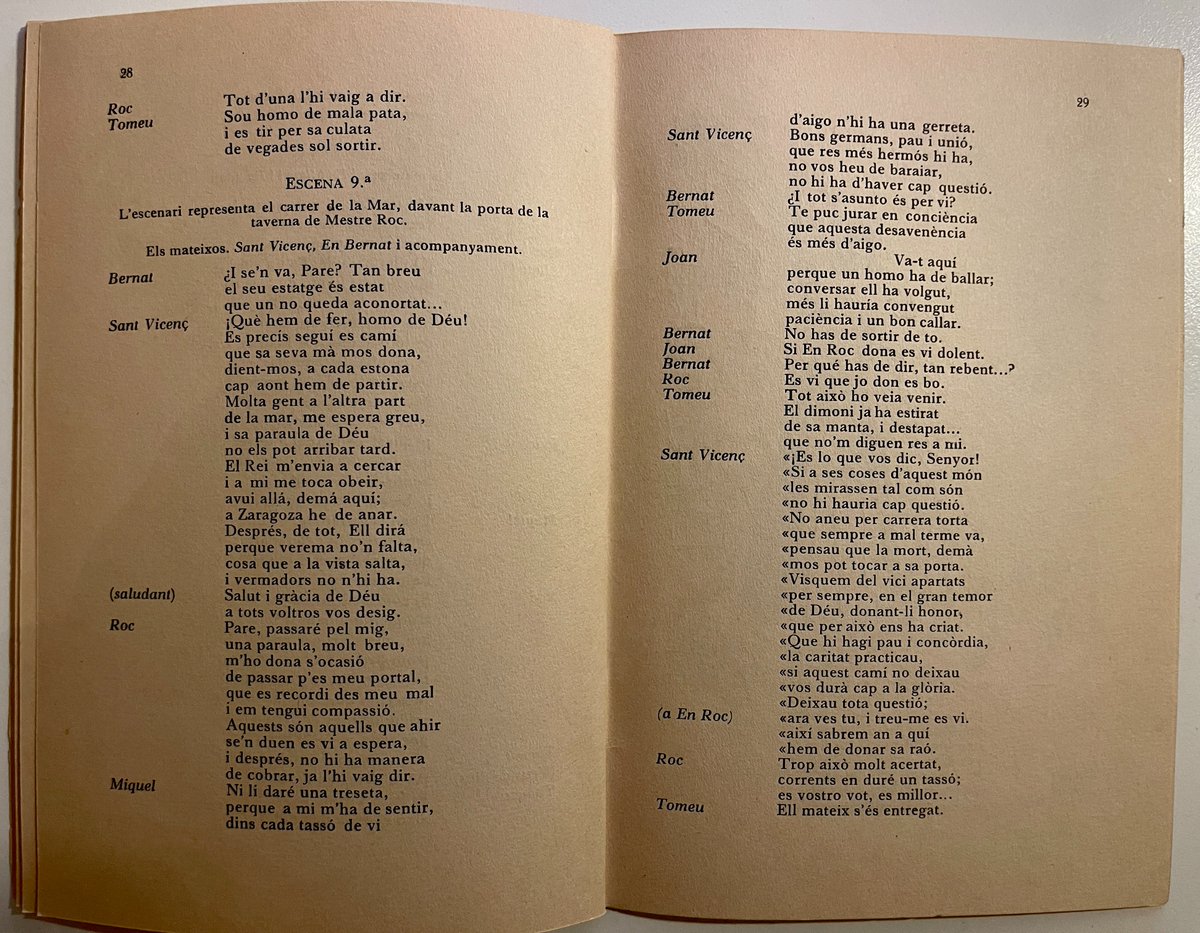 28
Roc Tot d'una l'hi vaig a dir.
Tomeu Sou homo de mala pata,
i es tir per sa culata
de vegades sol sortir.
ESCENA 9.ª
L'escenari representa el carrer de la Mar, davant la porta de la
taverna de Mestre Roc.
Els mateixos. Sant Vicenç, En Bernat i acompanyament.
Bernat ¿I se'n va, Pare? Tan breu
el seu estatge és estat
que un no queda aconortat...
Sant Vicenç ¡Què hem de fer, homo de Déu!
Es precís seguí es camí
que sa seva mà mos dona,
dient-mos, a cada estona
cap aont hem de partir.
Molta gent a l'altra part
de la mar, me espera greu,
i sa paraula de Déu
no els pot arribar tard.
El Rei m'envia a cercar
i a mi me toca obeir,
avui allá, demá aquí;
a Zaragoza he de anar.
Després, de tot, Ell dirá
perque verema no'n falta,
cosa que a la vista salta,
i vermadors no n'hi ha.
(saludant) Salut i gràcia de Déu
a tots voltros vos desig.
Roc Pare, passaré pel mig,
una paraula, molt breu,
m'ho dona s'ocasió
de passar p'es meu portal,
que es recordi des meu mal
i em tengui compassió.
Aquests són aquells que ahir
se'n duen es vi a espera,
i després, no hi ha manera
de cobrar, ja l'hi vaig dir.
Miquel Ni li daré una treseta,
perque a mi m'ha de sentir,
dins cada tassó de vi
29
d'aigo n'hi ha una gerreta.
Sant Vicenç Bons germans, pau i unió,
que res més hermós hi ha,
no vos heu de baraiar,
no hi ha d'haver cap questió.
Bernat ¿I tot s'asunto és per vi?
Tomeu Te puc jurar en conciència
que aquesta desavenència
és més d'aigo.
Joan Va-t aquí
perque un homo ha de ballar;
conversar ell ha volgut,
més li hauría convengut
paciència i un bon callar.
Bernat No has de sortir de to.
Joan Si En Roc dona es vi dolent.
Bernat Per qué has de dir, tan rebent...?
Roc Es vi que jo don es bo.
Tomeu Tot això ho veia venir.
El dimoni ja ha estirat
de sa manta, i destapat...
que no'm diguen res a mi.
Sant Vicenç «¡Es lo que vos dic, Senyor!
«Si a ses coses d'aquest món
«les mirassen tal com són
«no hi hauria cap questió.
«No aneu per carrera torta
«que sempre a mal terme va,
«pensau que la mort, demà
«mos pot tocar a sa porta.
«Visquem del vici apartats
«per sempre, en el gran temor
«de Déu, donant-li honor,
«que per això ens ha criat.
«Que hi hagi pau i concòrdia,
«la caritat practicau,
«si aquest camí no deixau
«vos durà cap a la glòria.
«Deixau tota questió;
(a En Roc) «ara ves tu, i treu-me es vi.
«així sabrem an a quí
«hem de donar sa raó.
Roc Trop això molt acertat,
corrents en duré un tassó;
es vostro vot, es millor...
Tomeu Ell mateix s'és entregat.